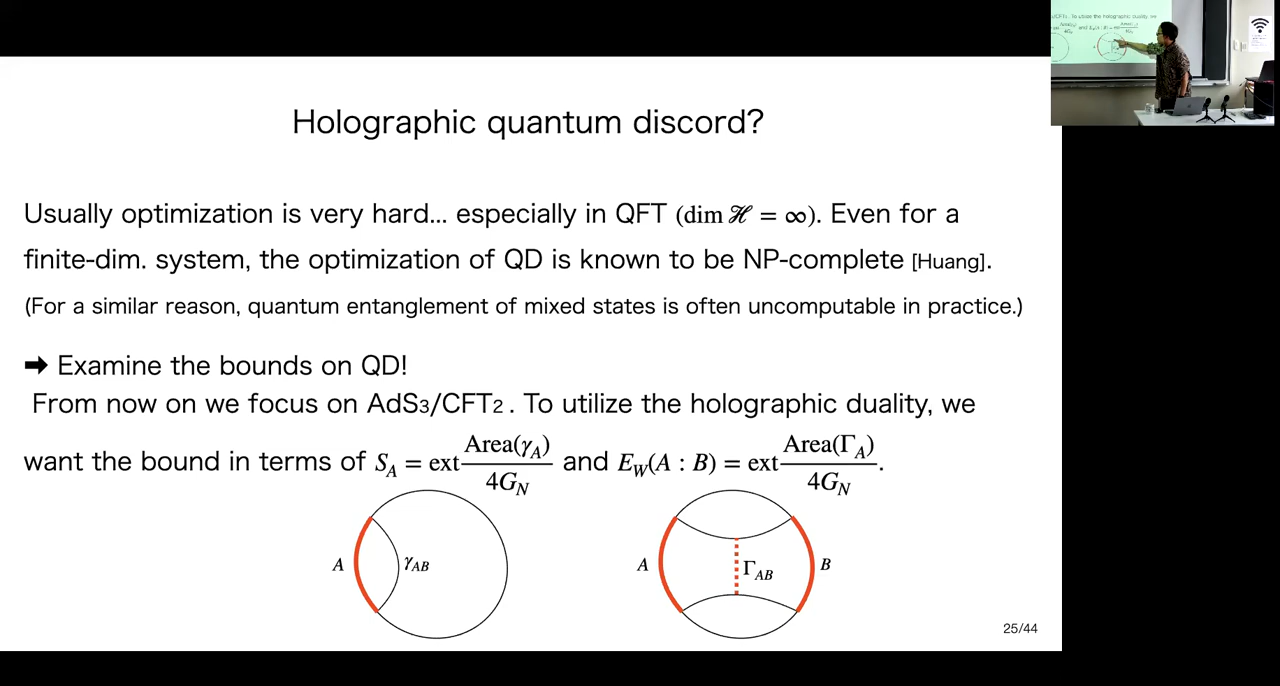 Holographic quantum discord?
Usually optimization is very hard... especially in QFT (dim ℋ = ∞). Even for a
finite-dim. system, the optimization of QD is known to be NP-complete [Huang].
(For a similar reason, quantum entanglement of mixed states is often uncomputable in practice.)
➡ Examine the bounds on QD!
From now on we focus on AdS₃/CFT₂ . To utilize the holographic duality, we
want the bound in terms of S_A = ext Area(γ_A)/4G_N and E_W(A : B) = ext Area(Γ_A)/4G_N .
A γ_AB
A Γ_AB B
25/44